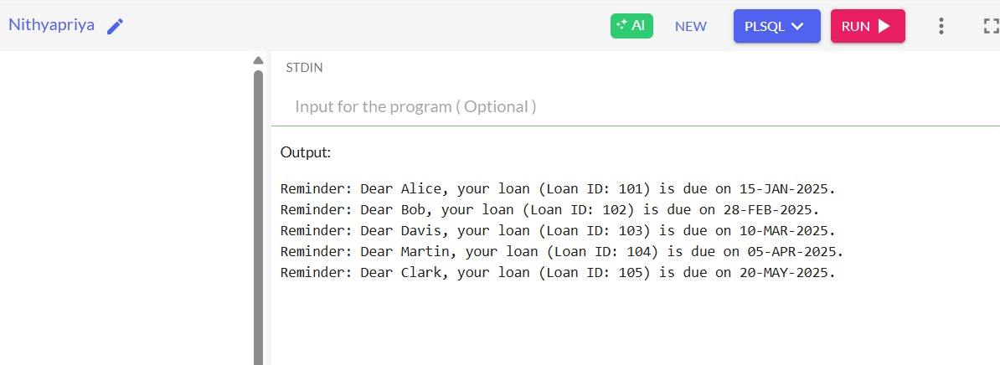 Nithyapriya
AI
NEW
PLSQL
RUN
STDIN
Input for the program ( Optional )
Output:
Reminder: Dear Alice, your loan (Loan ID: 101) is due on 15-JAN-2025.
Reminder: Dear Bob, your loan (Loan ID: 102) is due on 28-FEB-2025.
Reminder: Dear Davis, your loan (Loan ID: 103) is due on 10-MAR-2025.
Reminder: Dear Martin, your loan (Loan ID: 104) is due on 05-APR-2025.
Reminder: Dear Clark, your loan (Loan ID: 105) is due on 20-MAY-2025.